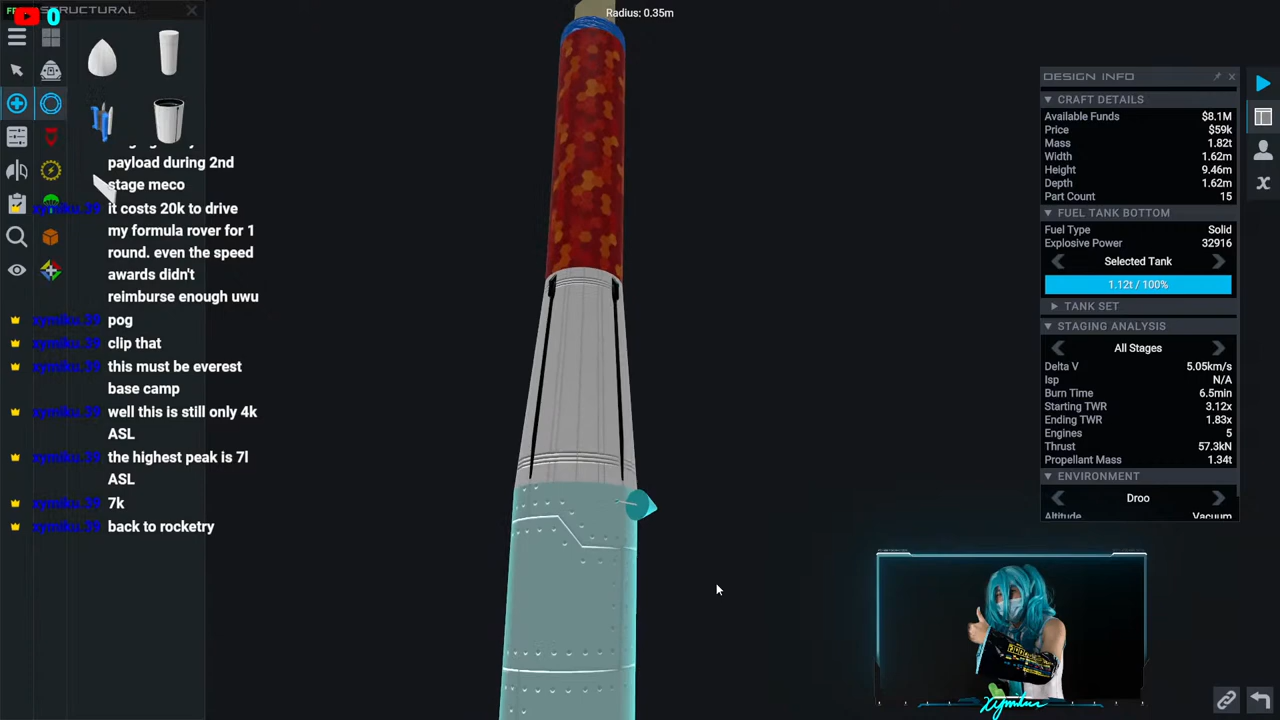 STRUCTURAL
0
Radius: 0.35m
payload during 2nd
stage meco
it costs 20k to drive
my formula rover for 1
round. even the speed
awards didn't
reimburse enough uwu
pog
clip that
this must be everest
base camp
well this is still only 4k
ASL
the highest peak is 7l
ASL
7k
back to rocketry
DESIGN INFO
CRAFT DETAILS
Available Funds $8.1M
Price $59k
Mass 1.82t
Width 1.62m
Height 9.46m
Depth 1.62m
Part Count 15
FUEL TANK BOTTOM
Fuel Type Solid
Explosive Power 32916
Selected Tank
1.12t / 100%
TANK SET
STAGING ANALYSIS
All Stages
Delta V 5.05km/s
Isp N/A
Burn Time 6.5min
Starting TWR 3.12x
Ending TWR 1.83x
Engines 5
Thrust 57.3kN
Propellant Mass 1.34t
ENVIRONMENT
Droo
Altitude Vacuum